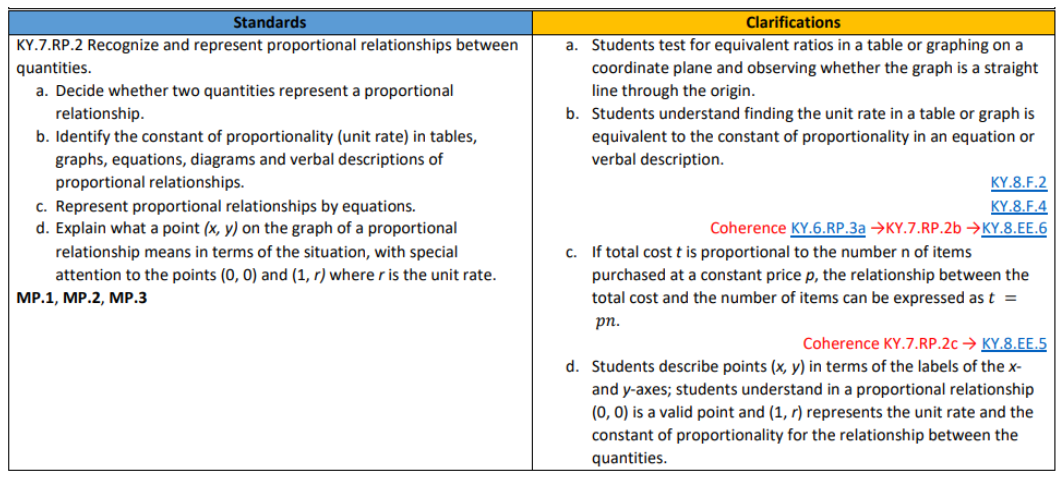 Standards
Clarifications
KY.7.RP.2 Recognize and represent proportional relationships between
quantities.
a. Decide whether two quantities represent a proportional
relationship.
b. Identify the constant of proportionality (unit rate) in tables,
graphs, equations, diagrams and verbal descriptions of
proportional relationships.
c. Represent proportional relationships by equations.
d. Explain what a point (x, y) on the graph of a proportional
relationship means in terms of the situation, with special
attention to the points (0, 0) and (1, r) where r is the unit rate.
MP.1, MP.2, MP.3
a. Students test for equivalent ratios in a table or graphing on a
coordinate plane and observing whether the graph is a straight
line through the origin.
b. Students understand finding the unit rate in a table or graph is
equivalent to the constant of proportionality in an equation or
verbal description.
KY.8.F.2
KY.8.F.4
Coherence KY.6.RP.3a →KY.7.RP.2b →KY.8.EE.6
c. If total cost t is proportional to the number n of items
purchased at a constant price p, the relationship between the
total cost and the number of items can be expressed as t =
pn.
Coherence KY.7.RP.2c → KY.8.EE.5
d. Students describe points (x, y) in terms of the labels of the x-
and y-axes; students understand in a proportional relationship
(0, 0) is a valid point and (1, r) represents the unit rate and the
constant of proportionality for the relationship between the
quantities.